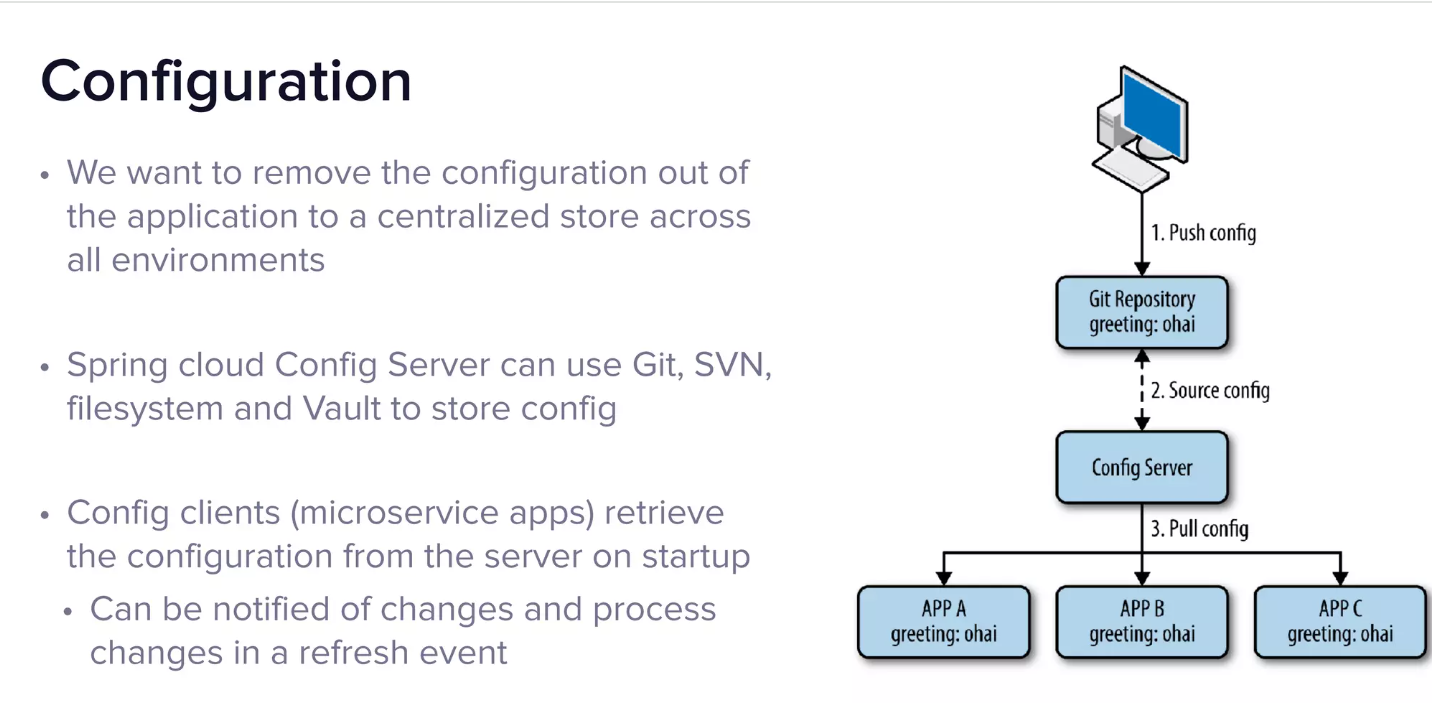 Configuration
• We want to remove the configuration out of
the application to a centralized store across
all environments
• Spring cloud Config Server can use Git, SVN,
filesystem and Vault to store config
• Config clients (microservice apps) retrieve
the configuration from the server on startup
• Can be notified of changes and process
changes in a refresh event
1. Push config
Git Repository
greeting: ohai
2. Source config
Config Server
3. Pull config
APP A
greeting: ohai
APP B
greeting: ohai
APP C
greeting: ohai